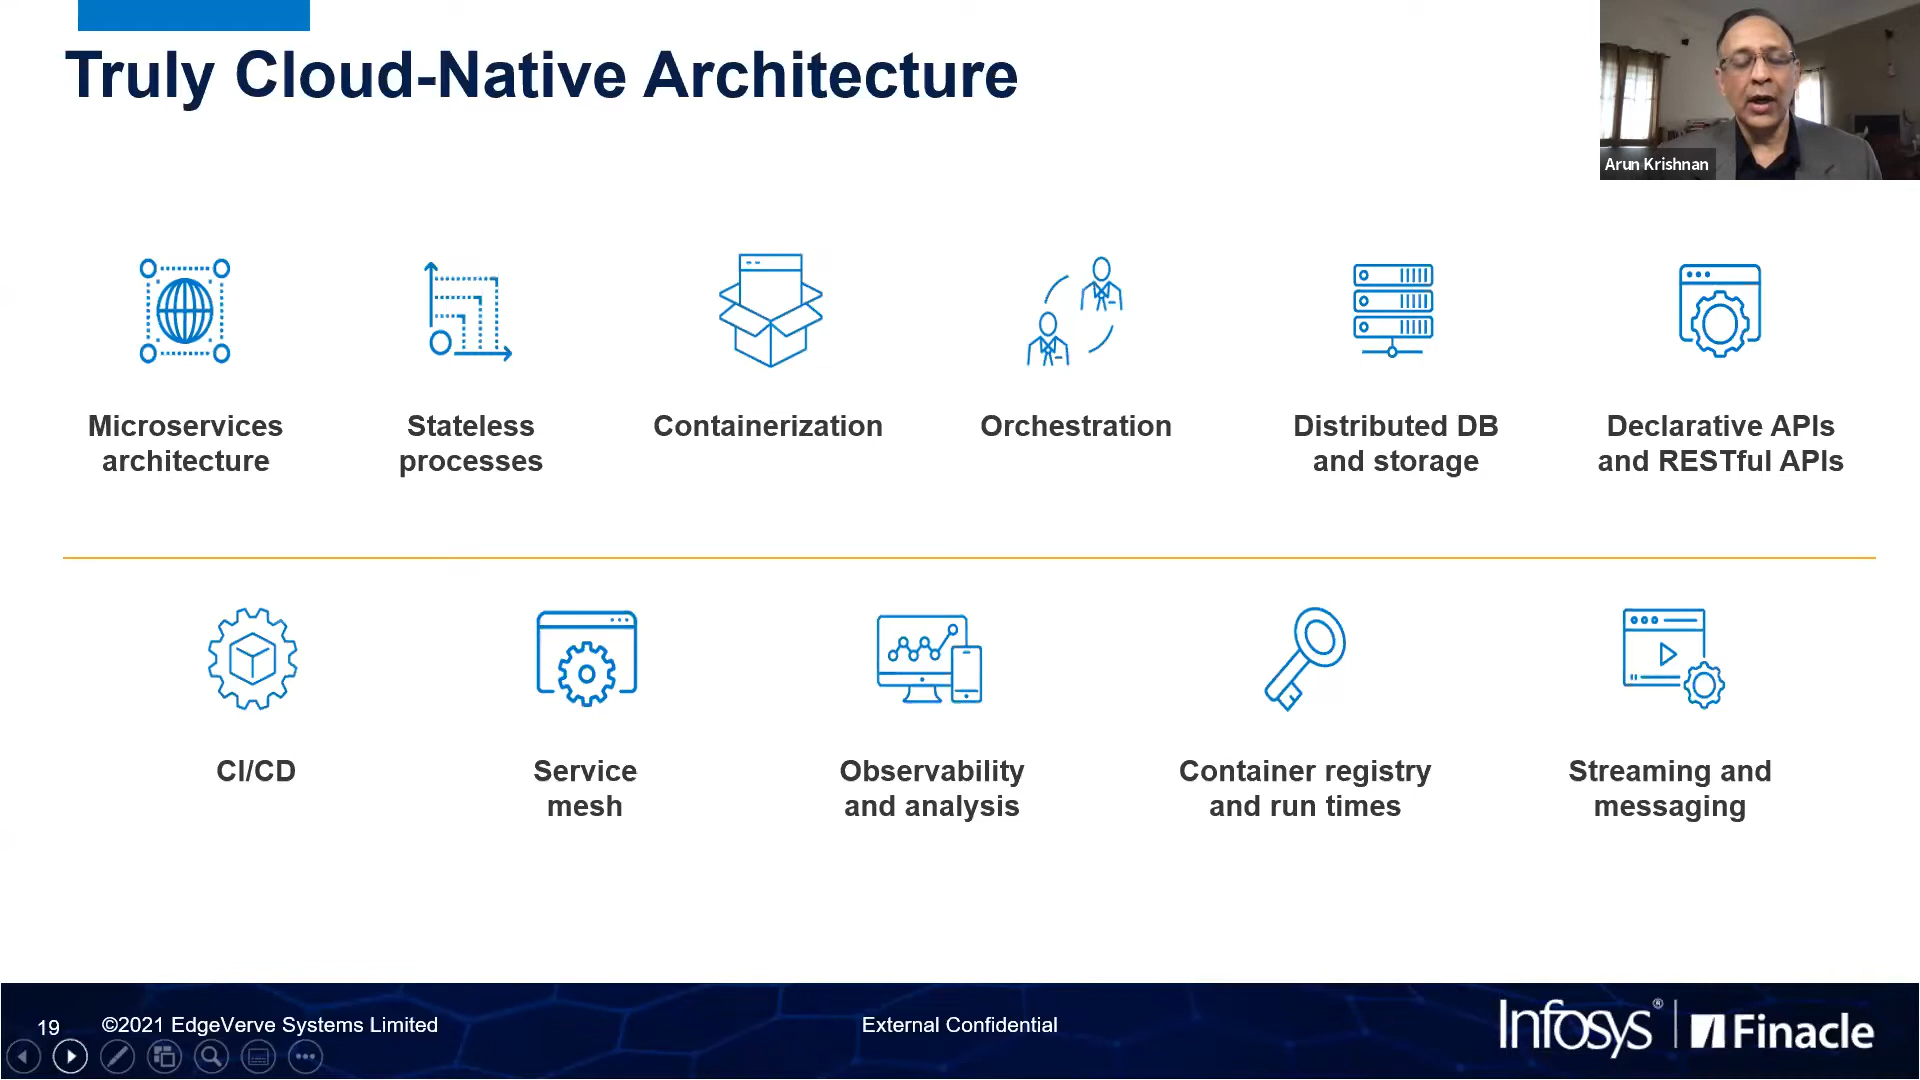 Truly Cloud-Native Architecture
Arun Krishnan
Microservices
architecture
Stateless
processes
Containerization
Orchestration
Distributed DB
and storage
Declarative APIs
and RESTful APIs
CI/CD
Service
mesh
Observability
and analysis
Container registry
and run times
Streaming and
messaging
19
©2021 EdgeVerve Systems Limited
External Confidential
Infosys® | Finacle